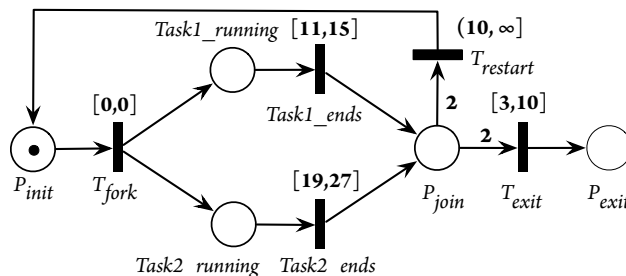 Task1_running
[11,15]
(10,∞]
T_restart
[0,0]
Task1_ends
2
[3,10]
2
P_init
T_fork
[19,27]
P_join
T_exit
P_exit
Task2_running
Task2_ends